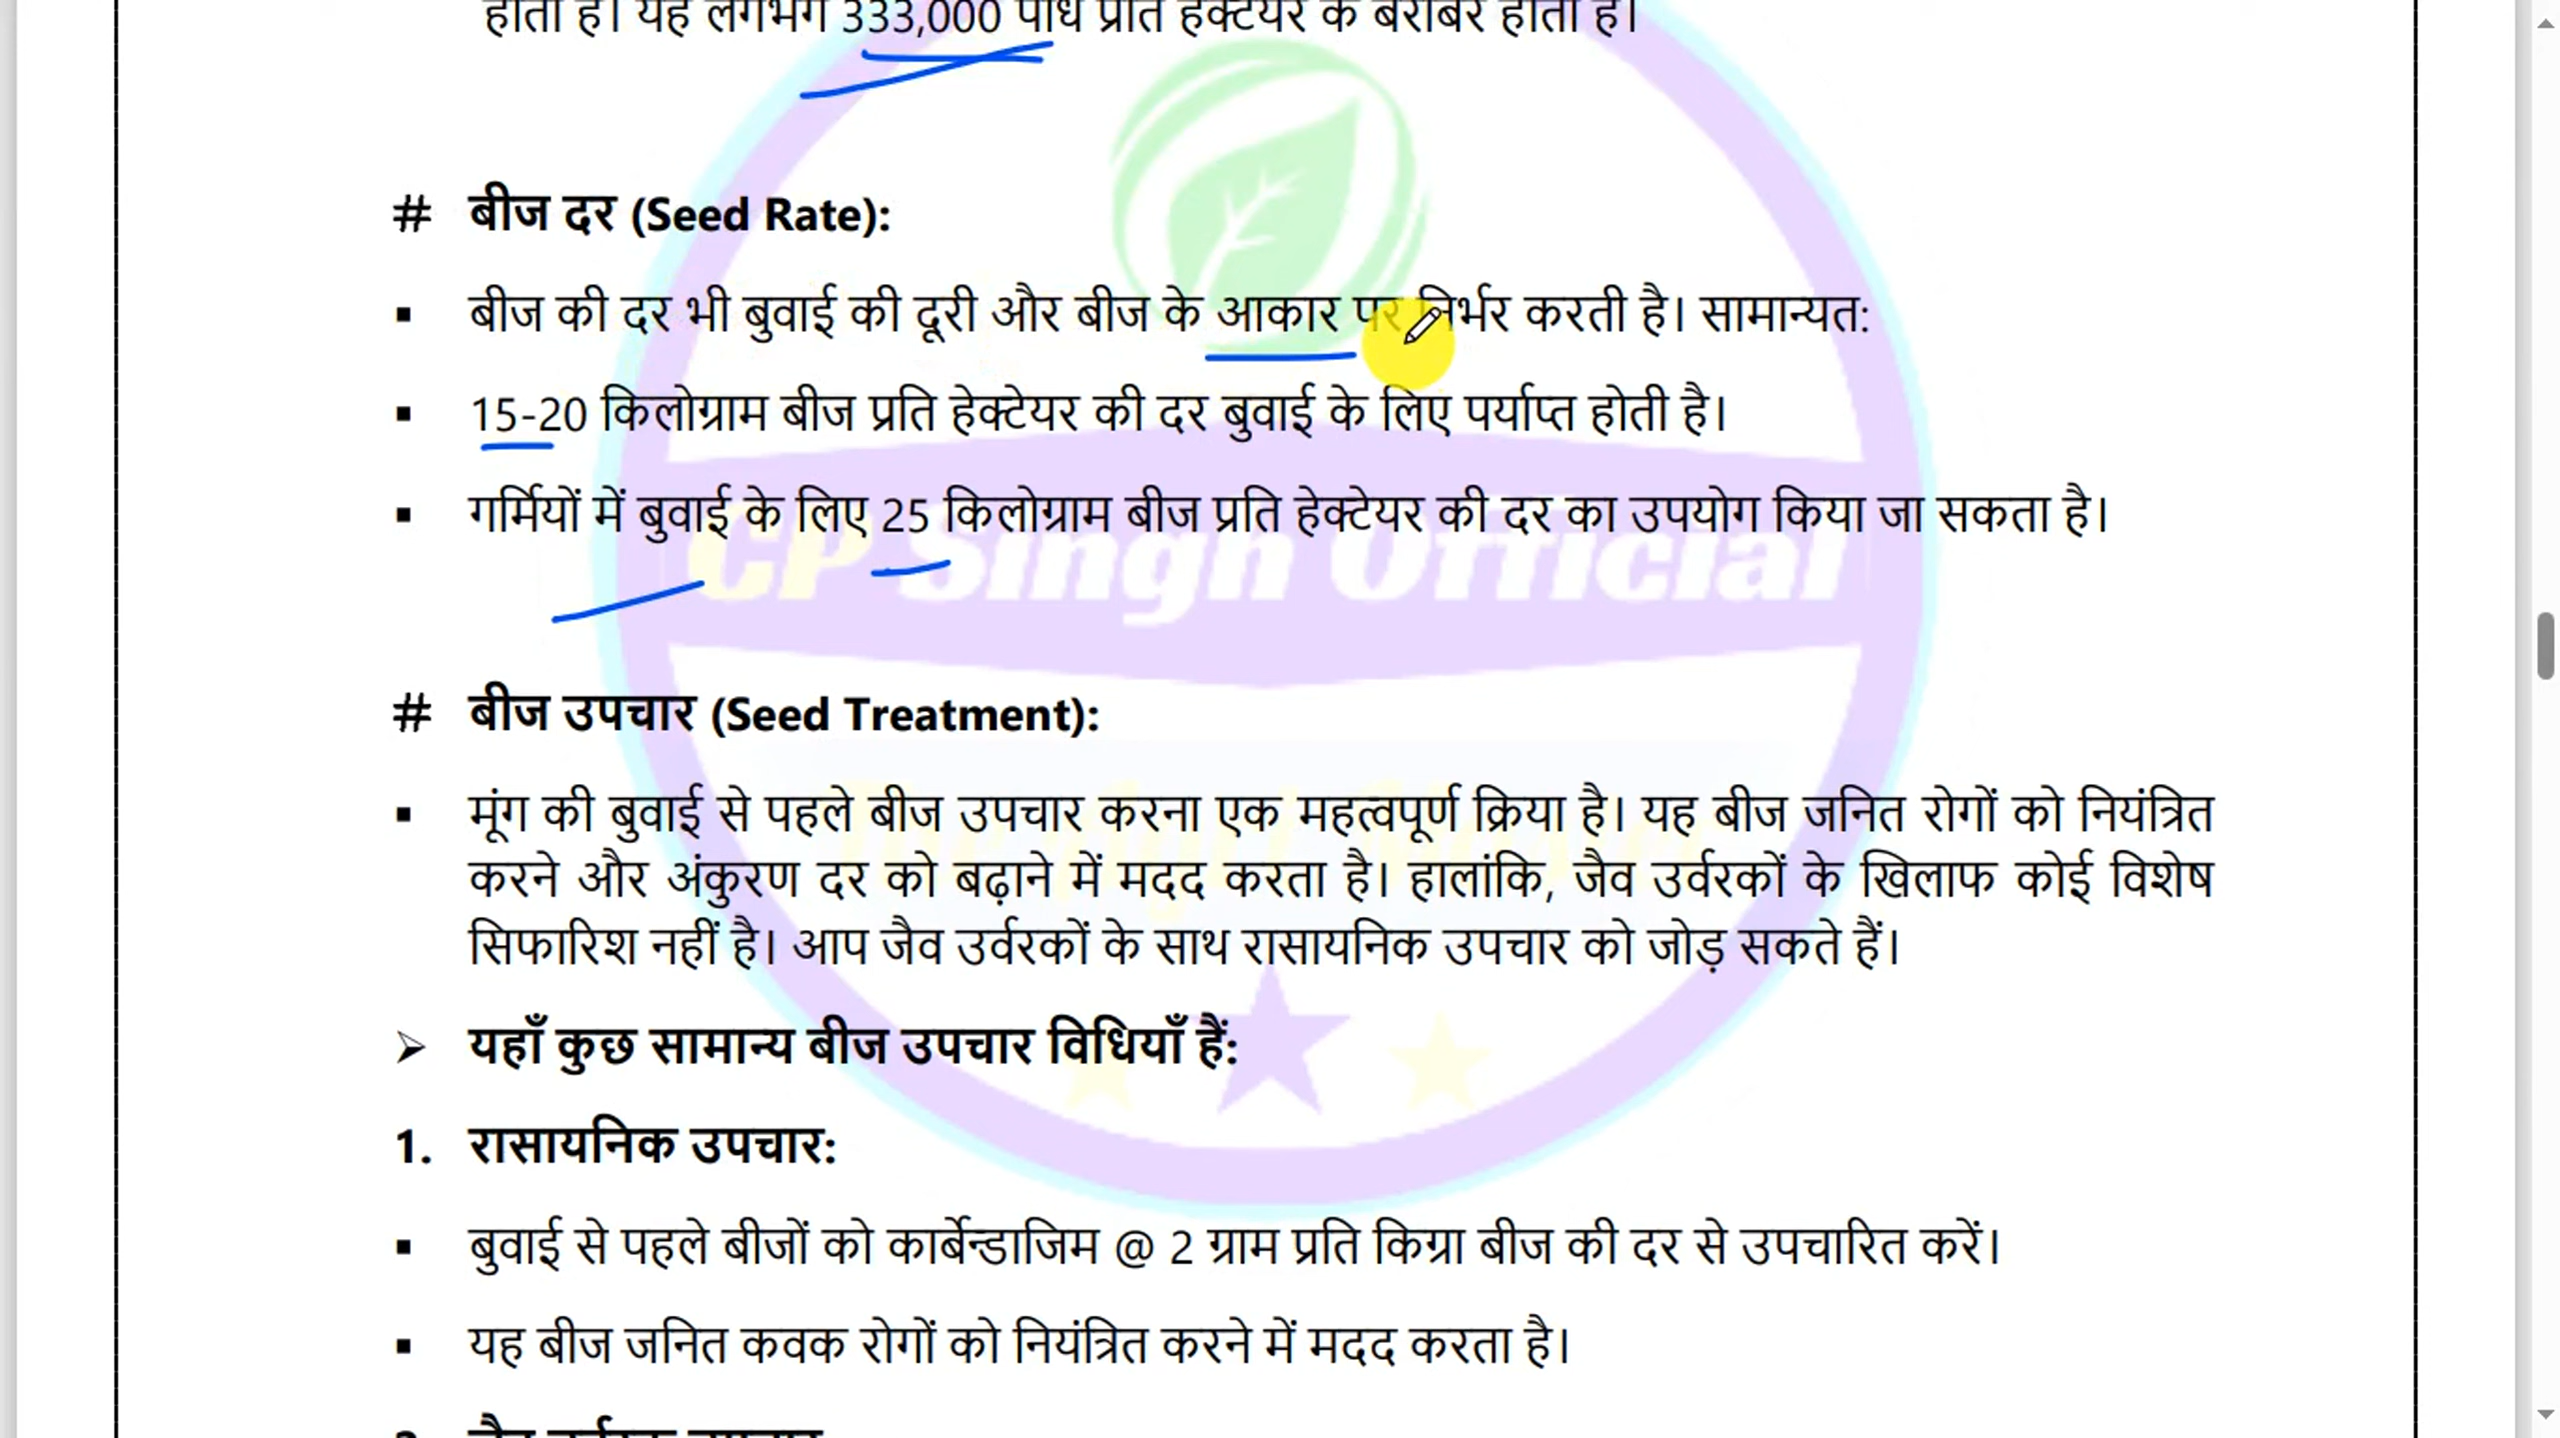 होता है। यह लगभग 333,000 पौधे प्रति हेक्टेयर के बराबर होता है।
# बीज दर (Seed Rate):
▪ बीज की दर भी बुवाई की दूरी और बीज के आकार पर निर्भर करती है। सामान्यत:
▪ 15-20 किलोग्राम बीज प्रति हेक्टेयर की दर बुवाई के लिए पर्याप्त होती है।
▪ गर्मियों में बुवाई के लिए 25 किलोग्राम बीज प्रति हेक्टेयर की दर का उपयोग किया जा सकता है।
CP Singh Official
# बीज उपचार (Seed Treatment):
▪ मूंग की बुवाई से पहले बीज उपचार करना एक महत्वपूर्ण क्रिया है। यह बीज जनित रोगों को नियंत्रित
करने और अंकुरण दर को बढ़ाने में मदद करता है। हालांकि, जैव उर्वरकों के खिलाफ कोई विशेष
सिफारिश नहीं है। आप जैव उर्वरकों के साथ रासायनिक उपचार को जोड़ सकते हैं।
➢ यहाँ कुछ सामान्य बीज उपचार विधियाँ हैं:
1. रासायनिक उपचार:
▪ बुवाई से पहले बीजों को कार्बेन्डाजिम @ 2 ग्राम प्रति किग्रा बीज की दर से उपचारित करें।
▪ यह बीज जनित कवक रोगों को नियंत्रित करने में मदद करता है।